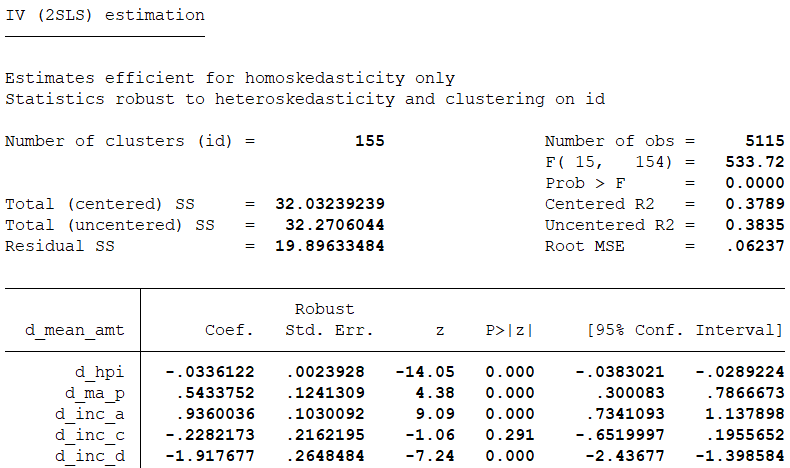 IV (2SLS) estimation
Estimates efficient for homoskedasticity only
Statistics robust to heteroskedasticity and clustering on id
Number of clusters (id) = 155 Number of obs = 5115
F( 15, 154) = 533.72
Prob > F = 0.0000
Total (centered) SS = 32.03239239 Centered R2 = 0.3789
Total (uncentered) SS = 32.2706044 Uncentered R2 = 0.3835
Residual SS = 19.89633484 Root MSE = .06237
Robust
d_mean_amt Coef. Std. Err. z P>|z| [95% Conf. Interval]
d_hpi -.0336122 .0023928 -14.05 0.000 -.0383021 -.0289224
d_ma_p .5433752 .1241309 4.38 0.000 .300083 .7866673
d_inc_a .9360036 .1030092 9.09 0.000 .7341093 1.137898
d_inc_c -.2282173 .2162195 -1.06 0.291 -.6519997 .1955652
d_inc_d -1.917677 .2648484 -7.24 0.000 -2.43677 -1.398584